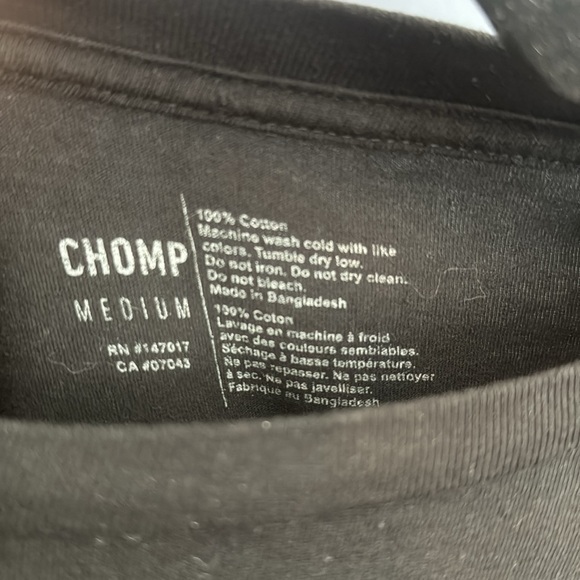 CHOMP
MEDIUM
RN #147017
CA #07043
100% Cotton
Machine wash cold with like
colors. Tumble dry low.
Do not iron. Do not dry clean.
Do not bleach.
Made in Bangladesh
100% Coton
Lavage en machine à froid
avec des couleurs semblables.
Séchage à basse température.
Ne pas repasser. Ne pas nettoyer
à sec. Ne pas javelliser.
Fabrique au Bangladesh